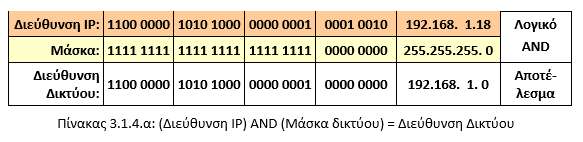 Διεύθυνση IP: 1100 0000 1010 1000 0000 0001 0001 0010 192.168. 1.18 Λογικό
Μάσκα: 1111 1111 1111 1111 1111 1111 0000 0000 255.255.255. 0 AND
Διεύθυνση Δικτύου: 1100 0000 1010 1000 0000 0001 0000 0000 192.168. 1. 0 Αποτέ-λεσμα
Πίνακας 3.1.4.α: (Διεύθυνση IP) AND (Μάσκα δικτύου) = Διεύθυνση Δικτύου